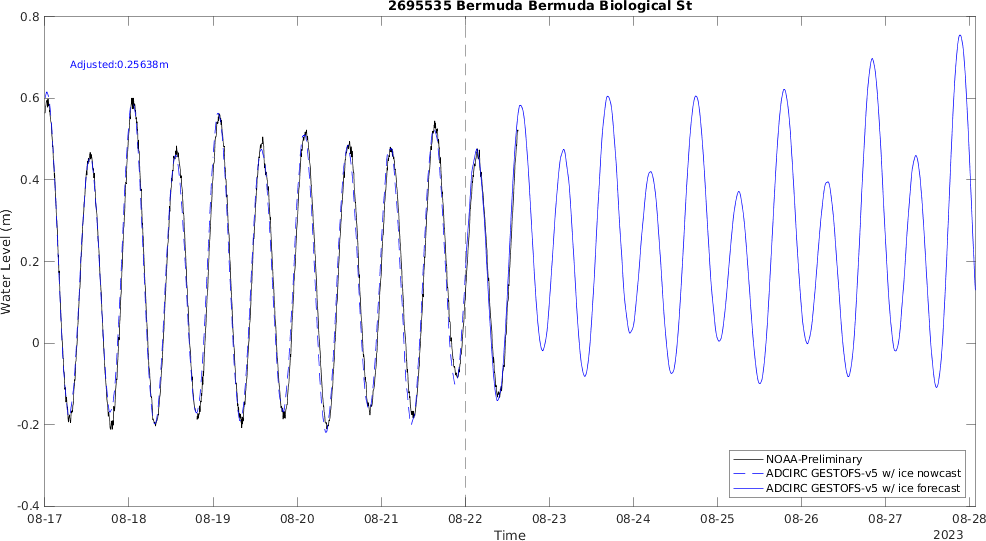 2695535 Bermuda Bermuda Biological St
0.8
Adjusted:0.25638m
0.6
0.4
0.2
0
-0.2
-0.4
Water Level (m)
NOAA-Preliminary
ADCIRC GESTOFS-v5 w/ ice nowcast
ADCIRC GESTOFS-v5 w/ ice forecast
08-17 08-18 08-19 08-20 08-21 08-22 08-23 08-24 08-25 08-26 08-27 08-28
Time
2023